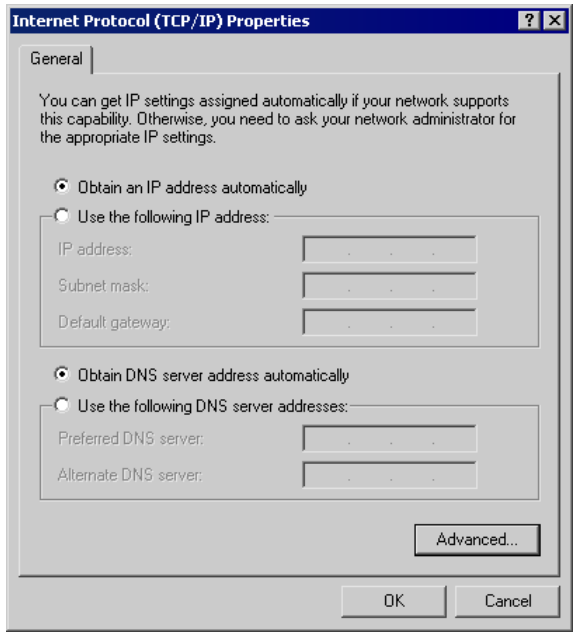 Internet Protocol (TCP/IP) Properties
General
You can get IP settings assigned automatically if your network supports
this capability. Otherwise, you need to ask your network administrator for
the appropriate IP settings.
Obtain an IP address automatically
Use the following IP address:
IP address:
Subnet mask:
Default gateway:
Obtain DNS server address automatically
Use the following DNS server addresses:
Preferred DNS server:
Alternate DNS server:
Advanced...
OK Cancel